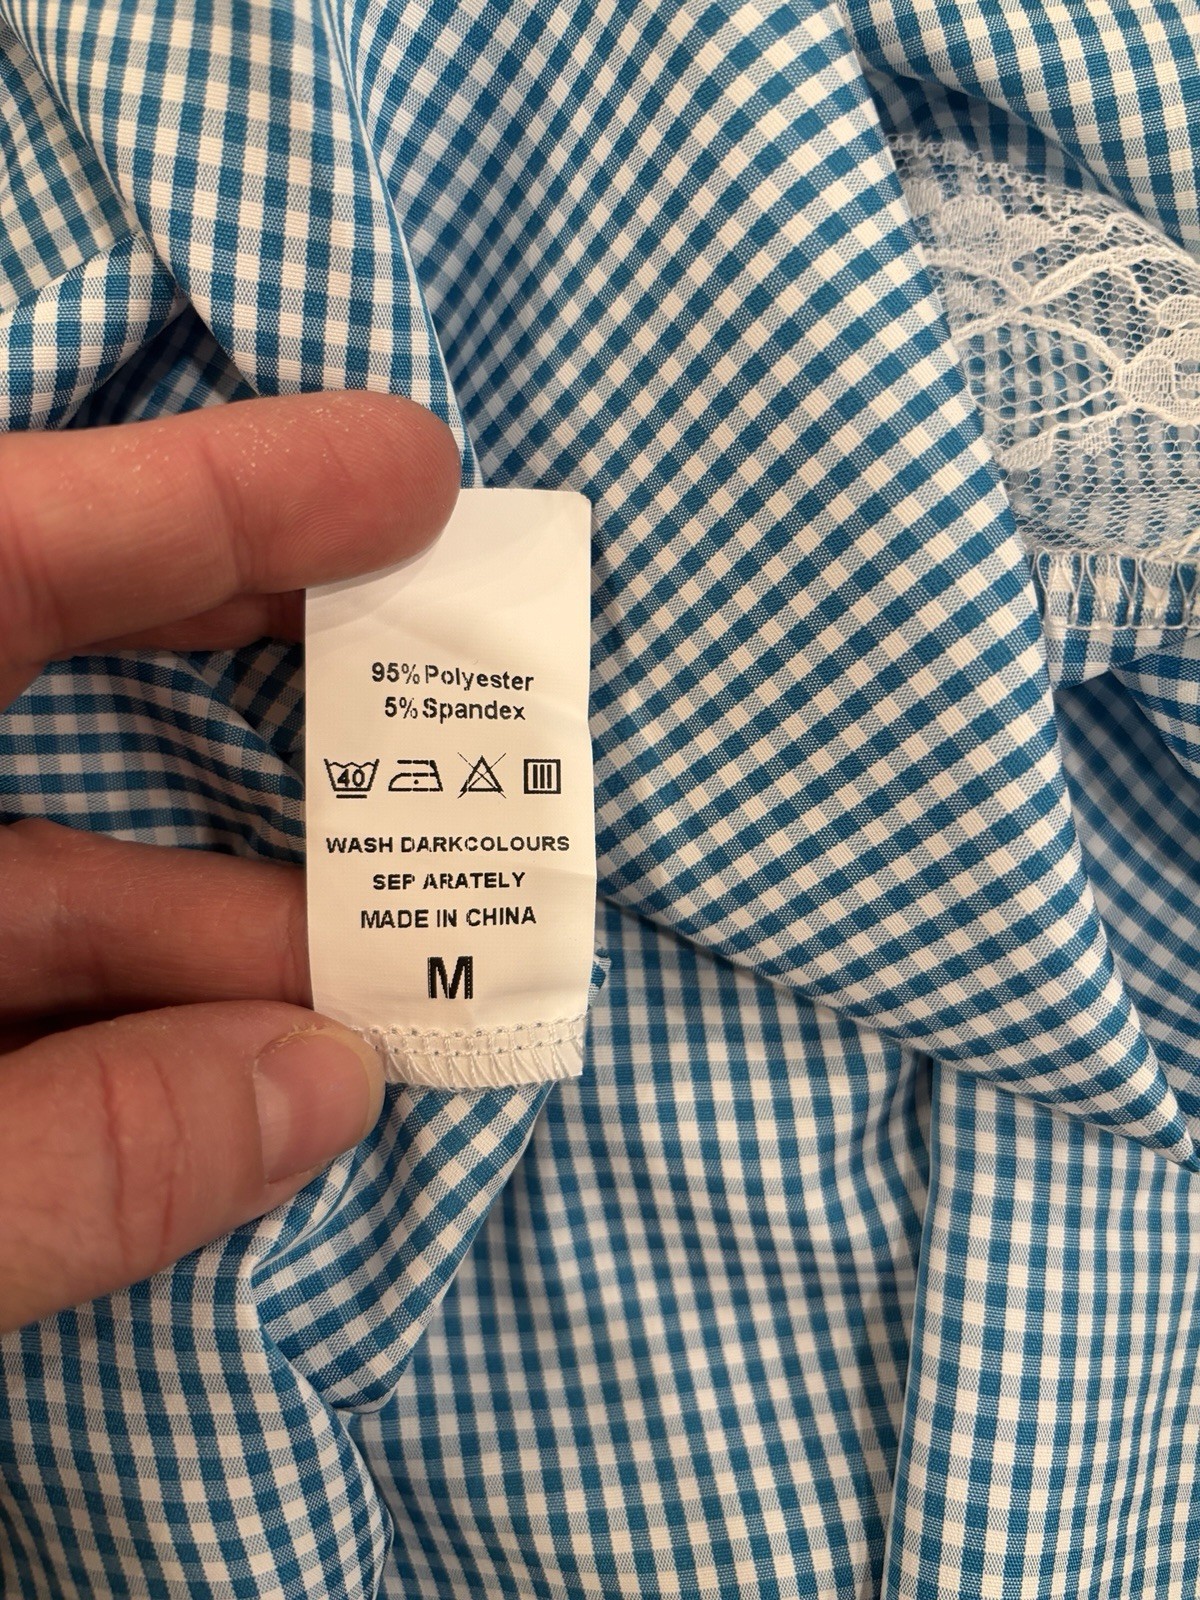 95% Polyester
5% Spandex
40
WASH DARKCOLOURS
SEP ARATELY
MADE IN CHINA
M